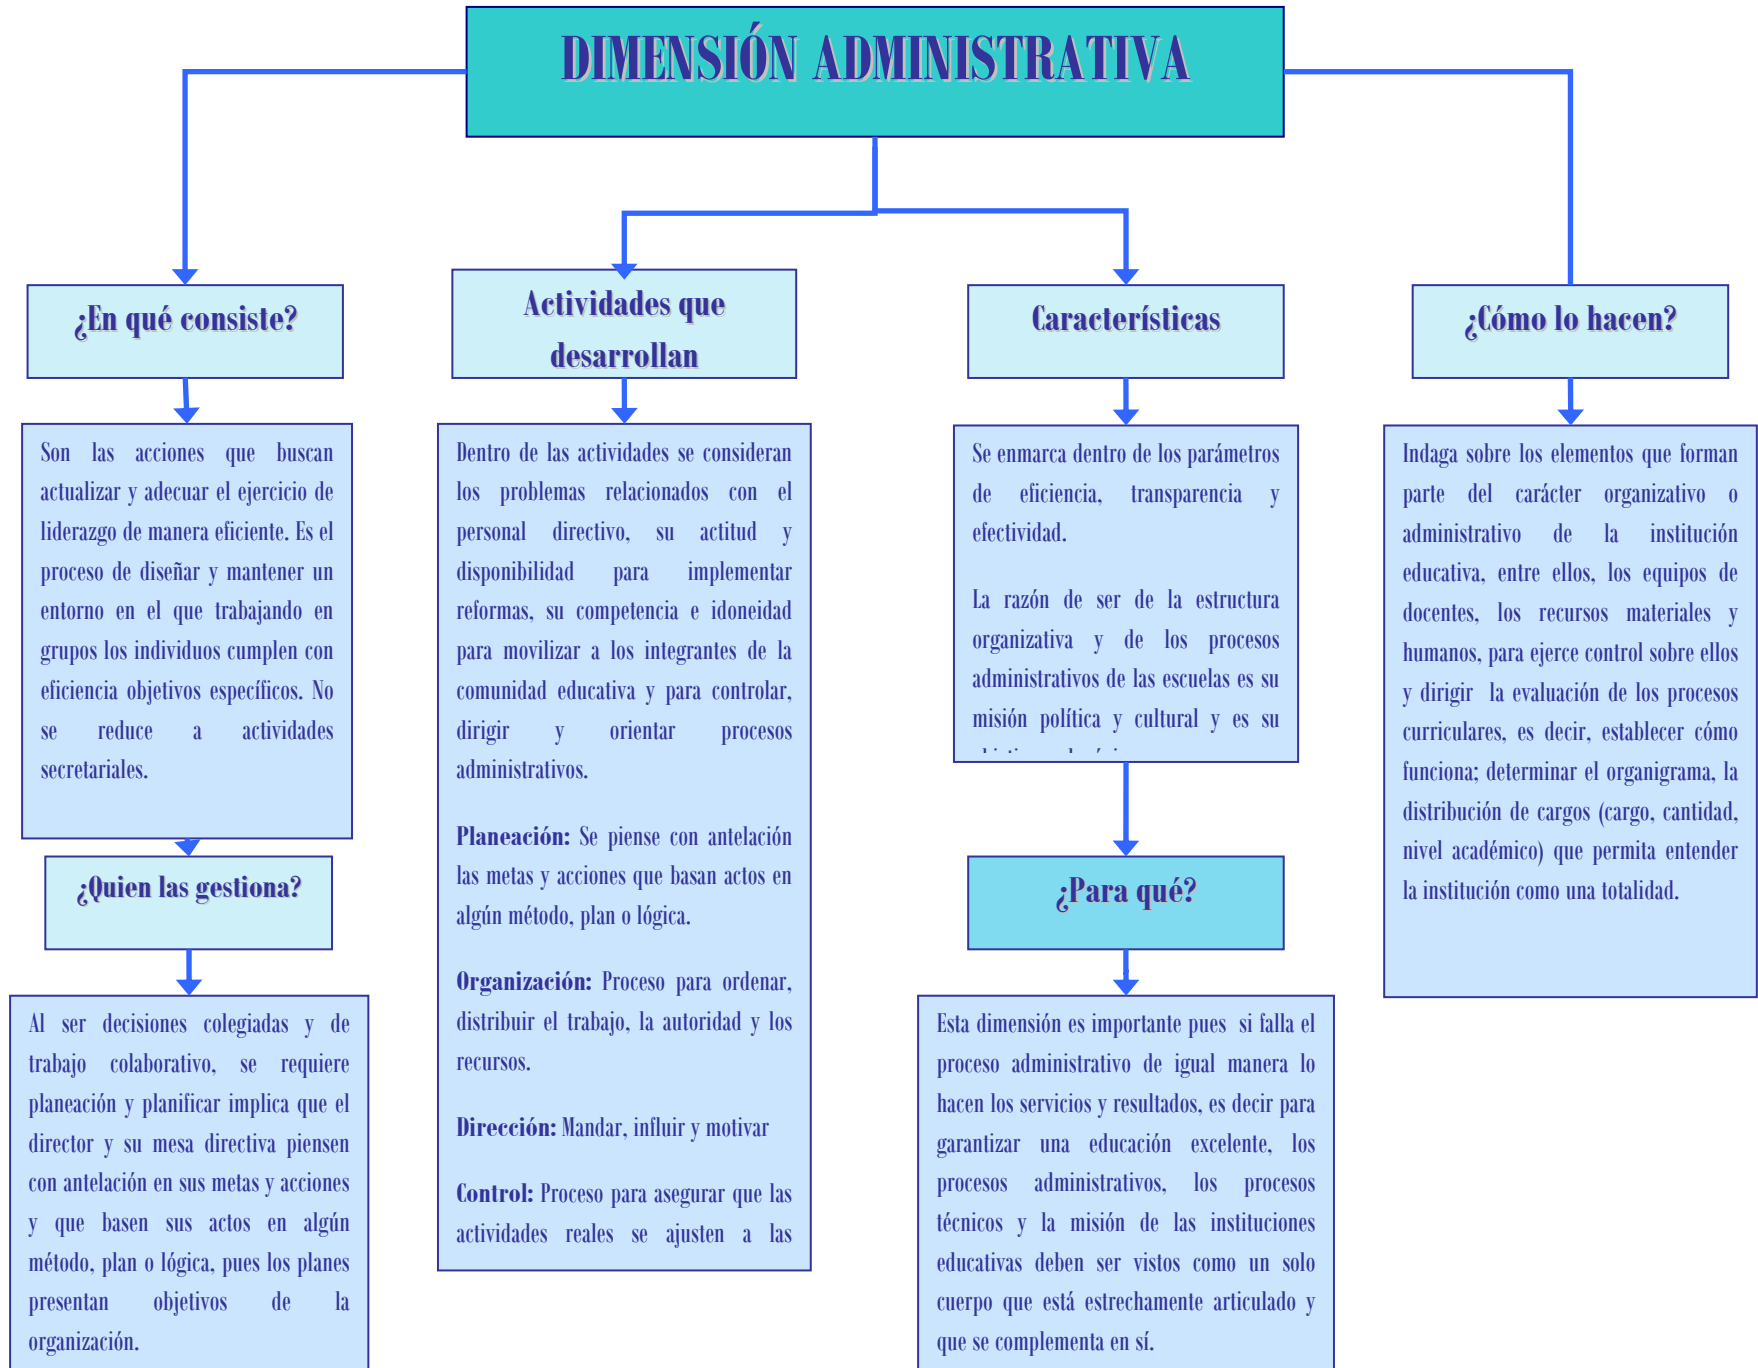 DIMENSIÓN ADMINISTRATIVA
¿En qué consiste?
Son las acciones que buscan
actualizar y adecuar el ejercicio de
liderazgo de manera eficiente. Es el
proceso de diseñar y mantener un
entorno en el que trabajando en
grupos los individuos cumplen con
eficiencia objetivos específicos. No
se reduce a actividades
secretariales.
¿Quien las gestiona?
Al ser decisiones colegiadas y de
trabajo colaborativo, se requiere
planeación y planificar implica que el
director y su mesa directiva piensen
con antelación en sus metas y acciones
y que basen sus actos en algún
método, plan o lógica, pues los planes
presentan objetivos de la
organización.
Actividades que
desarrollan
Dentro de las actividades se consideran
los problemas relacionados con el
personal directivo, su actitud y
disponibilidad para implementar
reformas, su competencia e idoneidad
para movilizar a los integrantes de la
comunidad educativa y para controlar,
dirigir y orientar procesos
administrativos.
Planeación: Se piense con antelación
las metas y acciones que basan actos en
algún método, plan o lógica.
Organización: Proceso para ordenar,
distribuir el trabajo, la autoridad y los
recursos.
Dirección: Mandar, influir y motivar
Control: Proceso para asegurar que las
actividades reales se ajusten a las
Características
Se enmarca dentro de los parámetros
de eficiencia, transparencia y
efectividad.
La razón de ser de la estructura
organizativa y de los procesos
administrativos de las escuelas es su
misión política y cultural y es su
¿Para qué?
Esta dimensión es importante pues si falla el
proceso administrativo de igual manera lo
hacen los servicios y resultados, es decir para
garantizar una educación excelente, los
procesos administrativos, los procesos
técnicos y la misión de las instituciones
educativas deben ser vistos como un solo
cuerpo que está estrechamente articulado y
que se complementa en sí.
¿Cómo lo hacen?
Indaga sobre los elementos que forman
parte del carácter organizativo o
administrativo de la institución
educativa, entre ellos, los equipos de
docentes, los recursos materiales y
humanos, para ejerce control sobre ellos
y dirigir la evaluación de los procesos
curriculares, es decir, establecer cómo
funciona; determinar el organigrama, la
distribución de cargos (cargo, cantidad,
nivel académico) que permita entender
la institución como una totalidad.